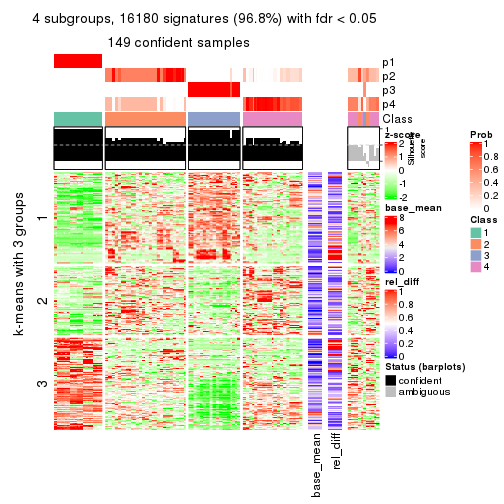 4 subgroups, 16180 signatures (96.8%) with fdr < 0.05
149 confident samples
p1
p2
p3
p4
Class
1
Silhouette
score
k-means with 3 groups
1
2
3
base_mean
rel_diff
z-score
2
1
0
-1
-2
base_mean
8
6
4
2
0
rel_diff
1
0.8
0.6
0.4
0.2
0
Status (barplots)
confident
ambiguous
Prob
1
0.8
0.6
0.4
0.2
0
Class
1
2
3
4